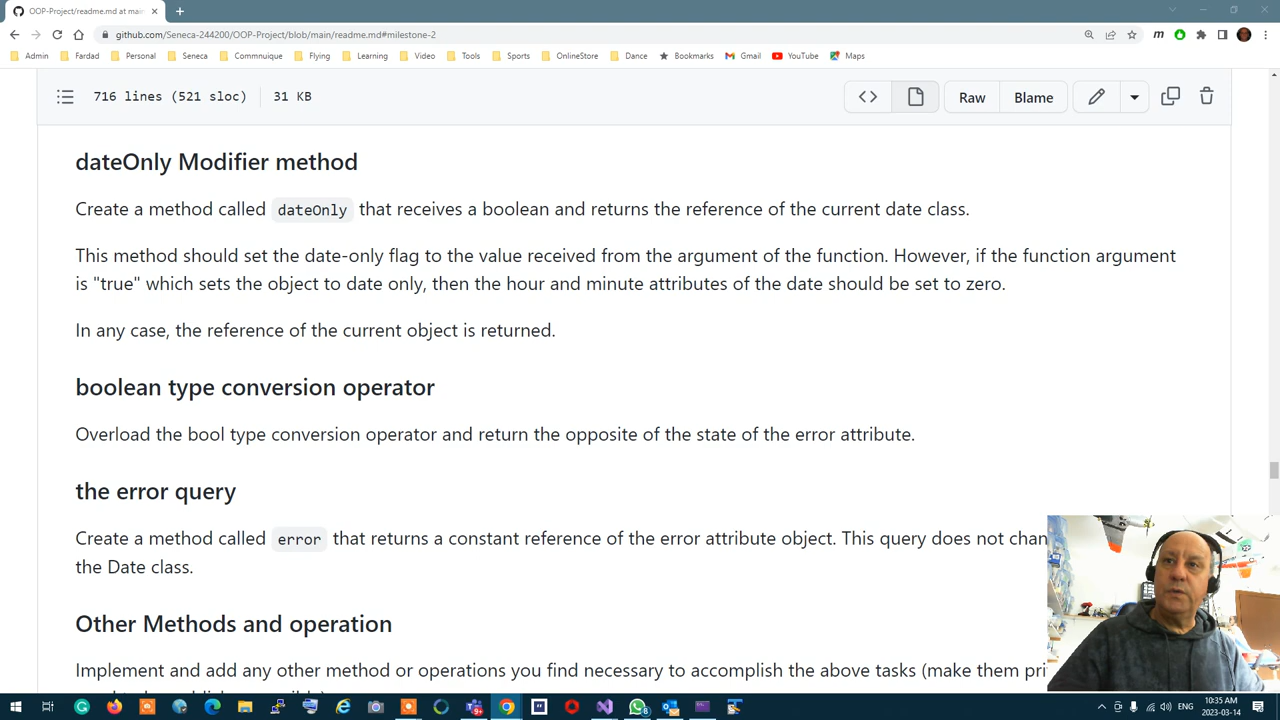 OOP-Project/readme.md at main
github.com/Seneca-244200/OOP-Project/blob/main/readme.md#milestone-2
Admin Fardad Personal Seneca Commnuique Flying Learning Video Tools Sports OnlineStore Dance Bookmarks Gmail YouTube Maps
716 lines (521 sloc) 31 KB Raw Blame
dateOnly Modifier method
Create a method called dateOnly that receives a boolean and returns the reference of the current date class.
This method should set the date-only flag to the value received from the argument of the function. However, if the function argument
is "true" which sets the object to date only, then the hour and minute attributes of the date should be set to zero.
In any case, the reference of the current object is returned.
boolean type conversion operator
Overload the bool type conversion operator and return the opposite of the state of the error attribute.
the error query
Create a method called error that returns a constant reference of the error attribute object. This query does not chan
the Date class.
Other Methods and operation
Implement and add any other method or operations you find necessary to accomplish the above tasks (make them pri
10:35 AM
ENG
2023-03-14